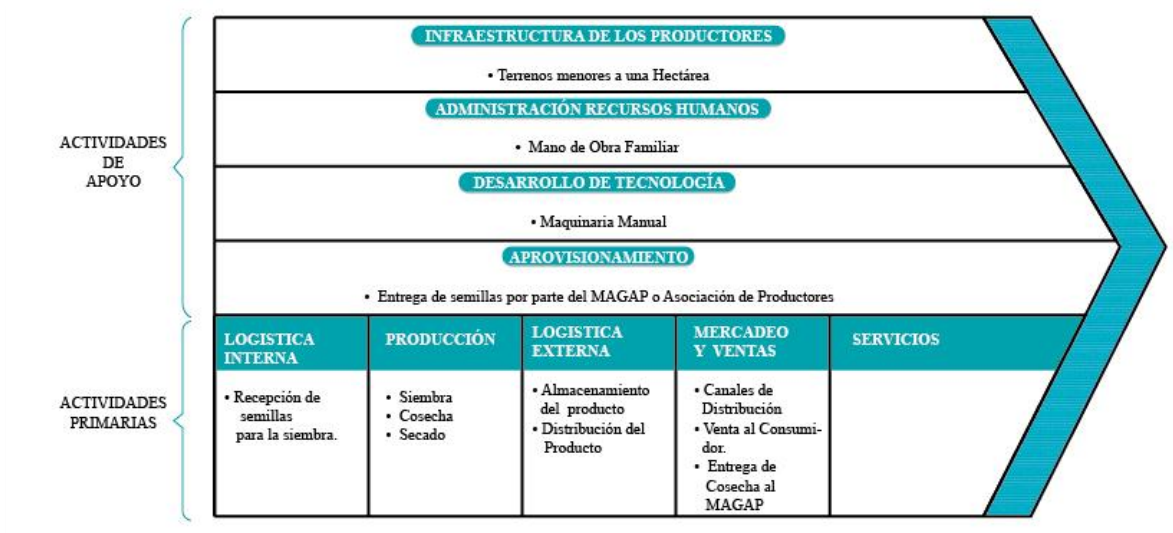 INFRAESTRUCTURA DE LOS PRODUCTORES
• Terrenos menores a una Hectárea
ADMINISTRACIÓN RECURSOS HUMANOS
• Mano de Obra Familiar
ACTIVIDADES
DE
APOYO
DESARROLLO DE TECNOLOGÍA
• Maquinaria Manual
APROVISIONAMIENTO
• Entrega de semillas por parte del MAGAP o Asociación de Productores
ACTIVIDADES
PRIMARIAS
LOGISTICA
INTERNA
• Recepción de
semillas
para la siembra.
PRODUCCIÓN
• Siembra
• Cosecha
• Secado
LOGISTICA
EXTERNA
• Almacenamiento
del producto
• Distribución del
Producto
MERCADEO
Y VENTAS
• Canales de
Distribución
• Venta al Consumi-
dor.
• Entrega de
Cosecha al
MAGAP
SERVICIOS